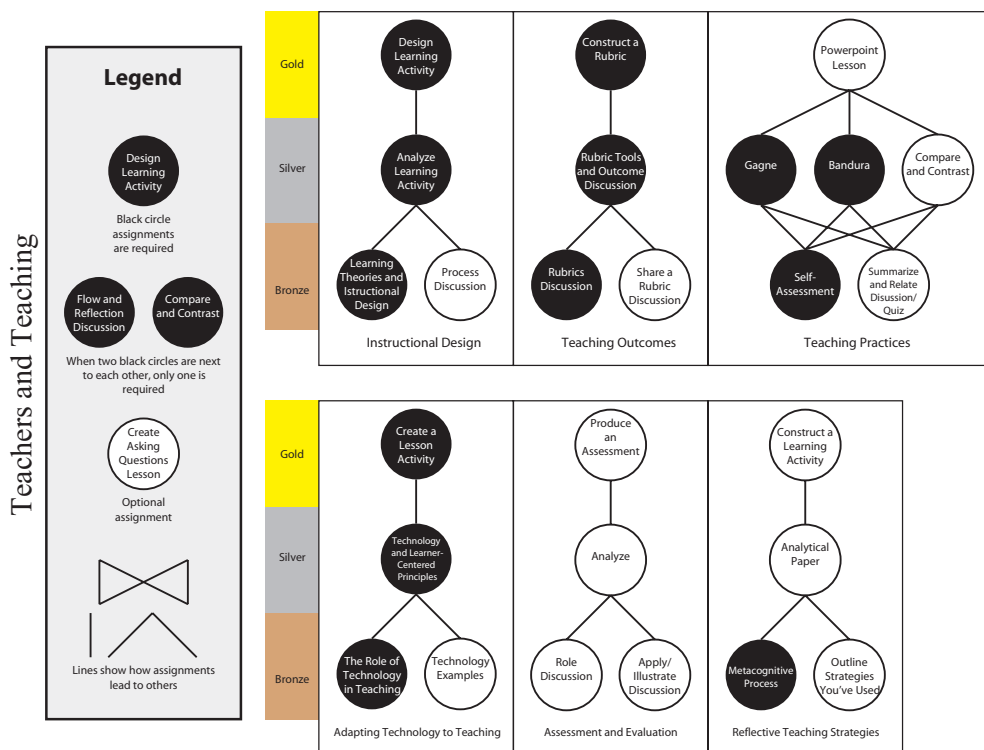 Teachers and Teaching
Legend
Design
Learning
Activity
Black circle
assignments
are required
Flow and
Reflection
Discussion
Compare
and Contrast
When two black circles are next
to each other, only one is
required
Create
Asking
Questions
Lesson
Optional
assignment
Lines show how assignments
lead to others
Gold
Silver
Bronze
Design
Learning
Activity
Analyze
Learning
Activity
Learning
Theories and
Istructional
Design
Process
Discussion
Instructional Design
Construct a
Rubric
Rubric Tools
and Outcome
Discussion
Rubrics
Discussion
Share a
Rubric
Discussion
Teaching Outcomes
Powerpoint
Lesson
Gagne
Bandura
Compare
and Contrast
Self-
Assessment
Summarize
and Relate
Disussion/
Quiz
Teaching Practices
Gold
Silver
Bronze
Create a
Lesson
Activity
Technology
and Learner-
Centered
Principles
The Role of
Technology
in Teaching
Technology
Examples
Adapting Technology to Teaching
Produce
an
Assessment
Analyze
Role
Discussion
Apply/
Illustrate
Discussion
Assessment and Evaluation
Construct a
Learning
Activity
Analytical
Paper
Metacognitive
Process
Outline
Strategies
You've Used
Reflective Teaching Strategies